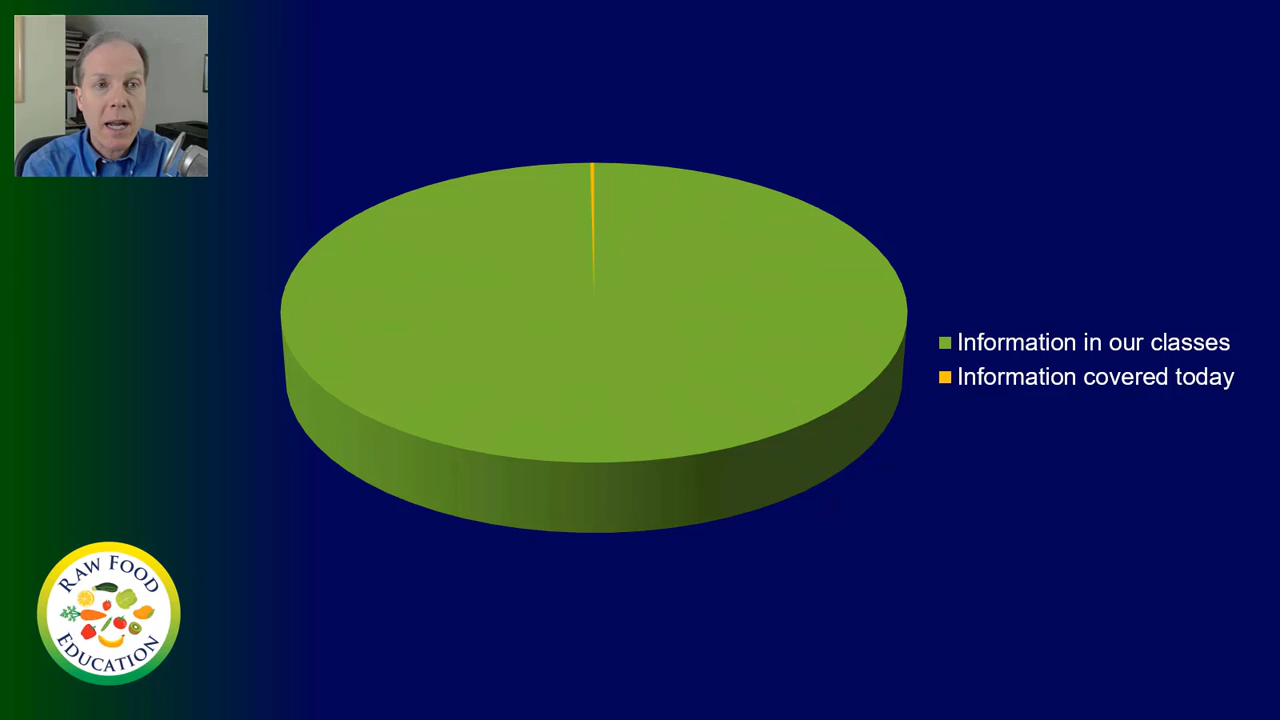 Information in our classes
Information covered today
RAW FOOD
EDUCATION